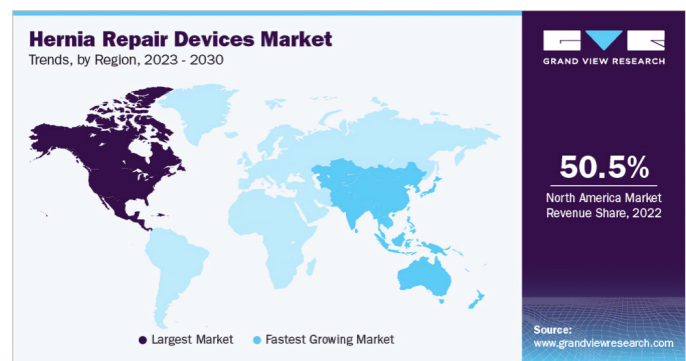 Hernia Repair Devices Market
Trends, by Region, 2023 - 2030
Largest Market
Fastest Growing Market
GRAND VIEW RESEARCH
50.5%
North America Market
Revenue Share, 2022
Source:
www.grandviewresearch.com